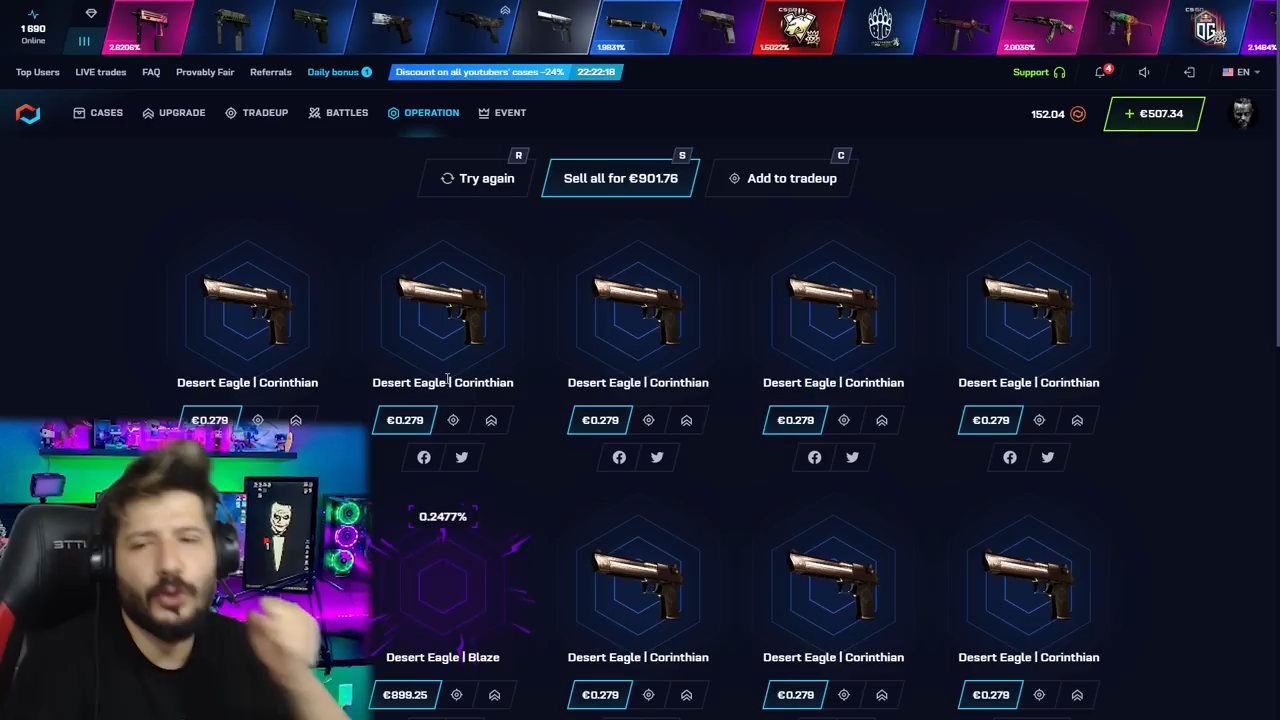 1 690
Online
2.6206%
1.9831%
1.5022%
2.0036%
OG
2.1484%
Top Users LIVE trades FAQ Provably Fair Referrals Daily bonus 1 Discount on all youtubers' cases –24% 22:22:18 Support 4 EN
CASES UPGRADE TRADEUP BATTLES OPERATION EVENT 152.04 + €507.34
R S C
Try again Sell all for €901.76 Add to tradeup
Desert Eagle | Corinthian Desert Eagle | Corinthian Desert Eagle | Corinthian Desert Eagle | Corinthian Desert Eagle | Corinthian
€0.279 €0.279 €0.279 €0.279 €0.279
0.2477%
Desert Eagle | Blaze Desert Eagle | Corinthian Desert Eagle | Corinthian Desert Eagle | Corinthian
€899.25 €0.279 €0.279 €0.279